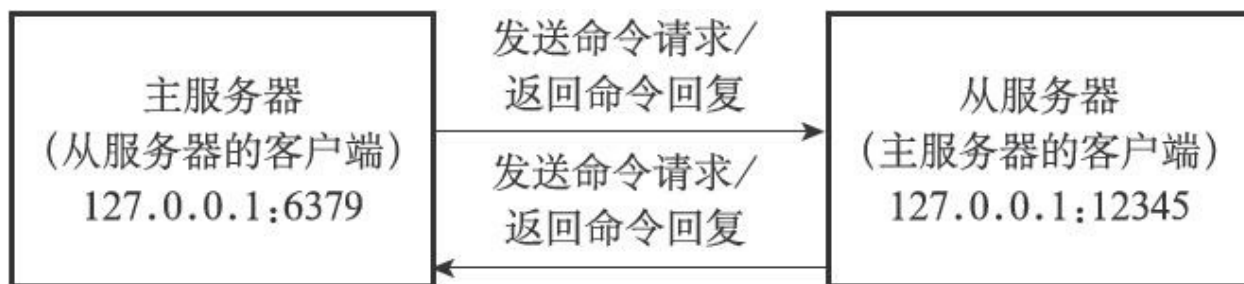 主服务器
(从服务器的客户端)
127.0.0.1:6379
发送命令请求/
返回命令回复
发送命令请求/
返回命令回复
从服务器
(主服务器的客户端)
127.0.0.1:12345